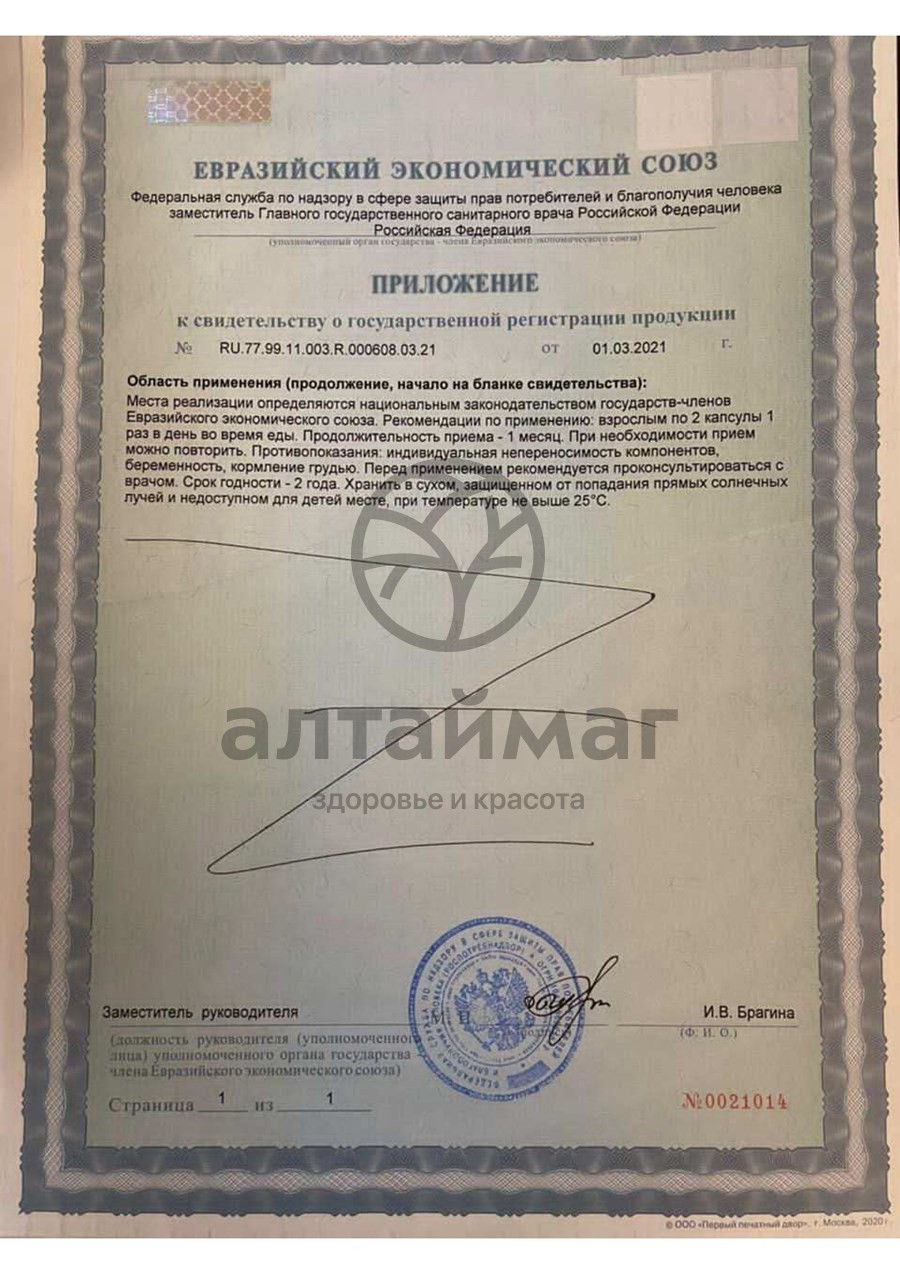 ЕВРАЗИЙСКИЙ ЭКОНОМИЧЕСКИЙ СОЮЗ
Федеральная служба по надзору в сфере защиты прав потребителей и благополучия человека
заместитель Главного государственного санитарного врача Российской Федерации
Российская Федерация
(уполномоченный орган государства - члена Евразийского экономического союза)
ПРИЛОЖЕНИЕ
к свидетельству о государственной регистрации продукции
№ RU.77.99.11.003.R.000608.03.21 от 01.03.2021 г.
Область применения (продолжение, начало на бланке свидетельства):
Места реализации определяются национальным законодательством государств-членов
Евразийского экономического союза. Рекомендации по применению: взрослым по 2 капсулы 1
раз в день во время еды. Продолжительность приема - 1 месяц. При необходимости прием
можно повторить. Противопоказания: индивидуальная непереносимость компонентов,
беременность, кормление грудью. Перед применением рекомендуется проконсультироваться с
врачом. Срок годности - 2 года. Хранить в сухом, защищенном от попадания прямых солнечных
лучей и недоступном для детей месте, при температуре не выше 25°С.
алтаймаг
здоровье и красота
Заместитель руководителя И.В. Брагина
(должность руководителя (уполномоченного (Ф. И. О.)
лица) уполномоченного органа государства -
члена Евразийского экономического союза)
Страница 1 из 1
№0021014
© ООО «Первый печатный двор», г. Москва, 2020 г.